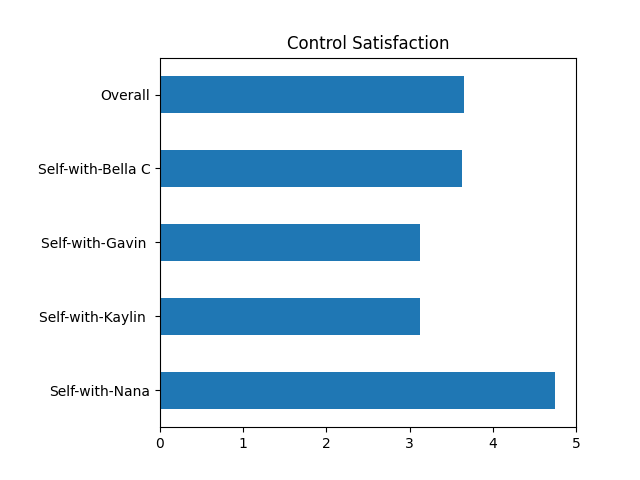 Control Satisfaction
Overall
Self-with-Bella C
Self-with-Gavin
Self-with-Kaylin
Self-with-Nana
0 1 2 3 4 5